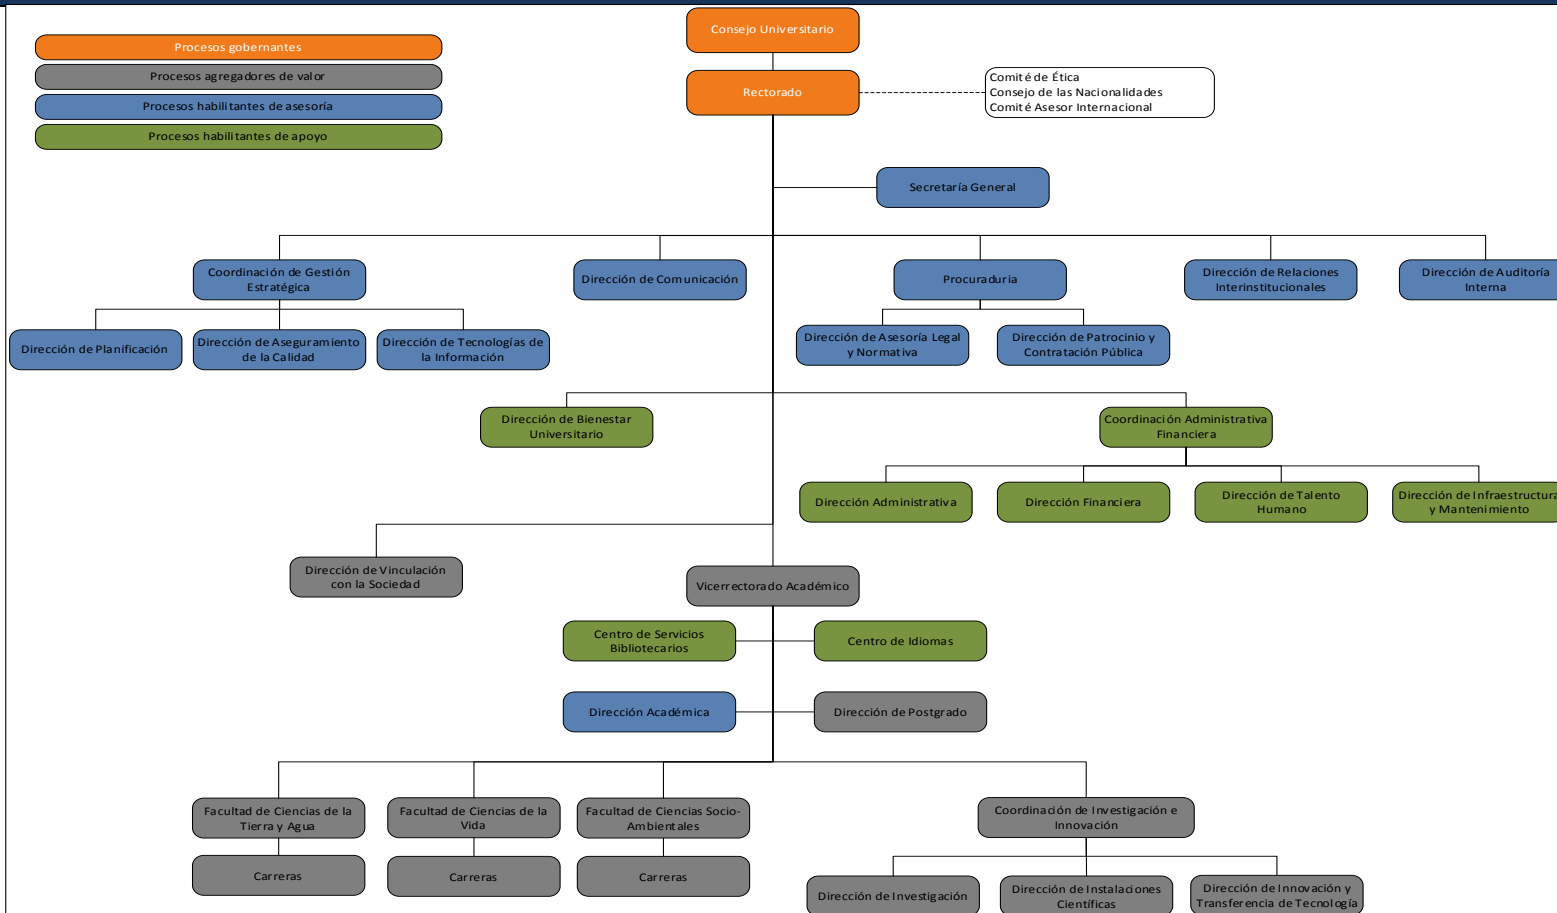 Consejo Universitario
Procesos gobernantes
Procesos agregadores de valor
Procesos habilitantes de asesoría
Procesos habilitantes de apoyo
Rectorado
Comité de Ética
Consejo de las Nacionalidades
Comité Asesor Internacional
Secretaría General
Coordinación de Gestión
Estratégica
Dirección de Comunicación
Procuraduria
Dirección de Relaciones
Interinstitucionales
Dirección de Auditoría
Interna
Dirección de Planificación
Dirección de Aseguramiento
de la Calidad
Dirección de Tecnologías de
la Información
Dirección de Asesoría Legal
y Normativa
Dirección de Patrocinio y
Contratación Pública
Dirección de Bienestar
Universitario
Coordinación Administrativa
Financiera
Dirección Administrativa
Dirección Financiera
Dirección de Talento
Humano
Dirección de Infraestructura
y Mantenimiento
Dirección de Vinculación
con la Sociedad
Vicerrectorado Académico
Centro de Servicios
Bibliotecarios
Centro de Idiomas
Dirección Académica
Dirección de Postgrado
Facultad de Ciencias de la
Tierra y Agua
Facultad de Ciencias de la
Vida
Facultad de Ciencias Socio-
Ambientales
Coordinación de Investigación e
Innovación
Carreras
Carreras
Carreras
Dirección de Investigación
Dirección de Instalaciones
Científicas
Dirección de Innovación y
Transferencia de Tecnología